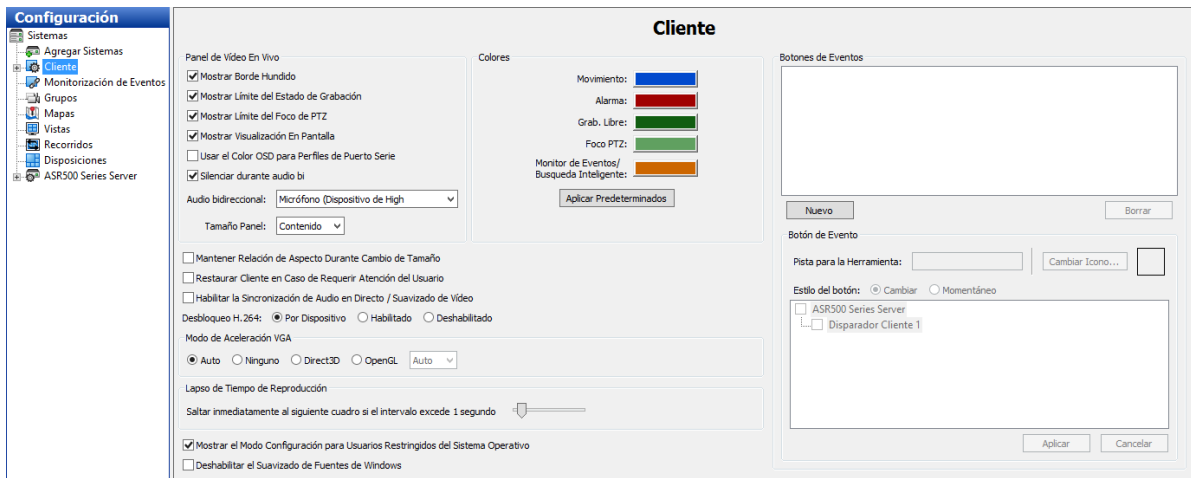 Configuración
Sistemas
Agregar Sistemas
Cliente
Monitorización de Eventos
Grupos
Mapas
Vistas
Recorridos
Disposiciones
ASR500 Series Server
Cliente
Panel de Vídeo En Vivo
Mostrar Borde Hundido
Mostrar Límite del Estado de Grabación
Mostrar Límite del Foco de PTZ
Mostrar Visualización En Pantalla
Usar el Color OSD para Perfiles de Puerto Serie
Silenciar durante audio bi
Audio bidireccional: Micrófono (Dispositivo de High
Tamaño Panel: Contenido
Colores
Movimiento:
Alarma:
Grab. Libre:
Foco PTZ:
Monitor de Eventos/
Busqueda Inteligente:
Aplicar Predeterminados
Mantener Relación de Aspecto Durante Cambio de Tamaño
Restaurar Cliente en Caso de Requerir Atención del Usuario
Habilitar la Sincronización de Audio en Directo / Suavizado de Vídeo
Desbloqueo H.264: Por Dispositivo Habilitado Deshabilitado
Modo de Aceleración VGA
Auto Ninguno Direct3D OpenGL Auto
Lapso de Tiempo de Reproducción
Saltar inmediatamente al siguiente cuadro si el intervalo excede 1 segundo
Mostrar el Modo Configuración para Usuarios Restringidos del Sistema Operativo
Deshabilitar el Suavizado de Fuentes de Windows
Botones de Evento
Nuevo Borrar
Botón de Evento
Pista para la Herramienta: Cambiar Icono...
Estilo del botón: Cambiar Momentáneo
ASR500 Series Server
Disparador Cliente 1
Aplicar Cancelar